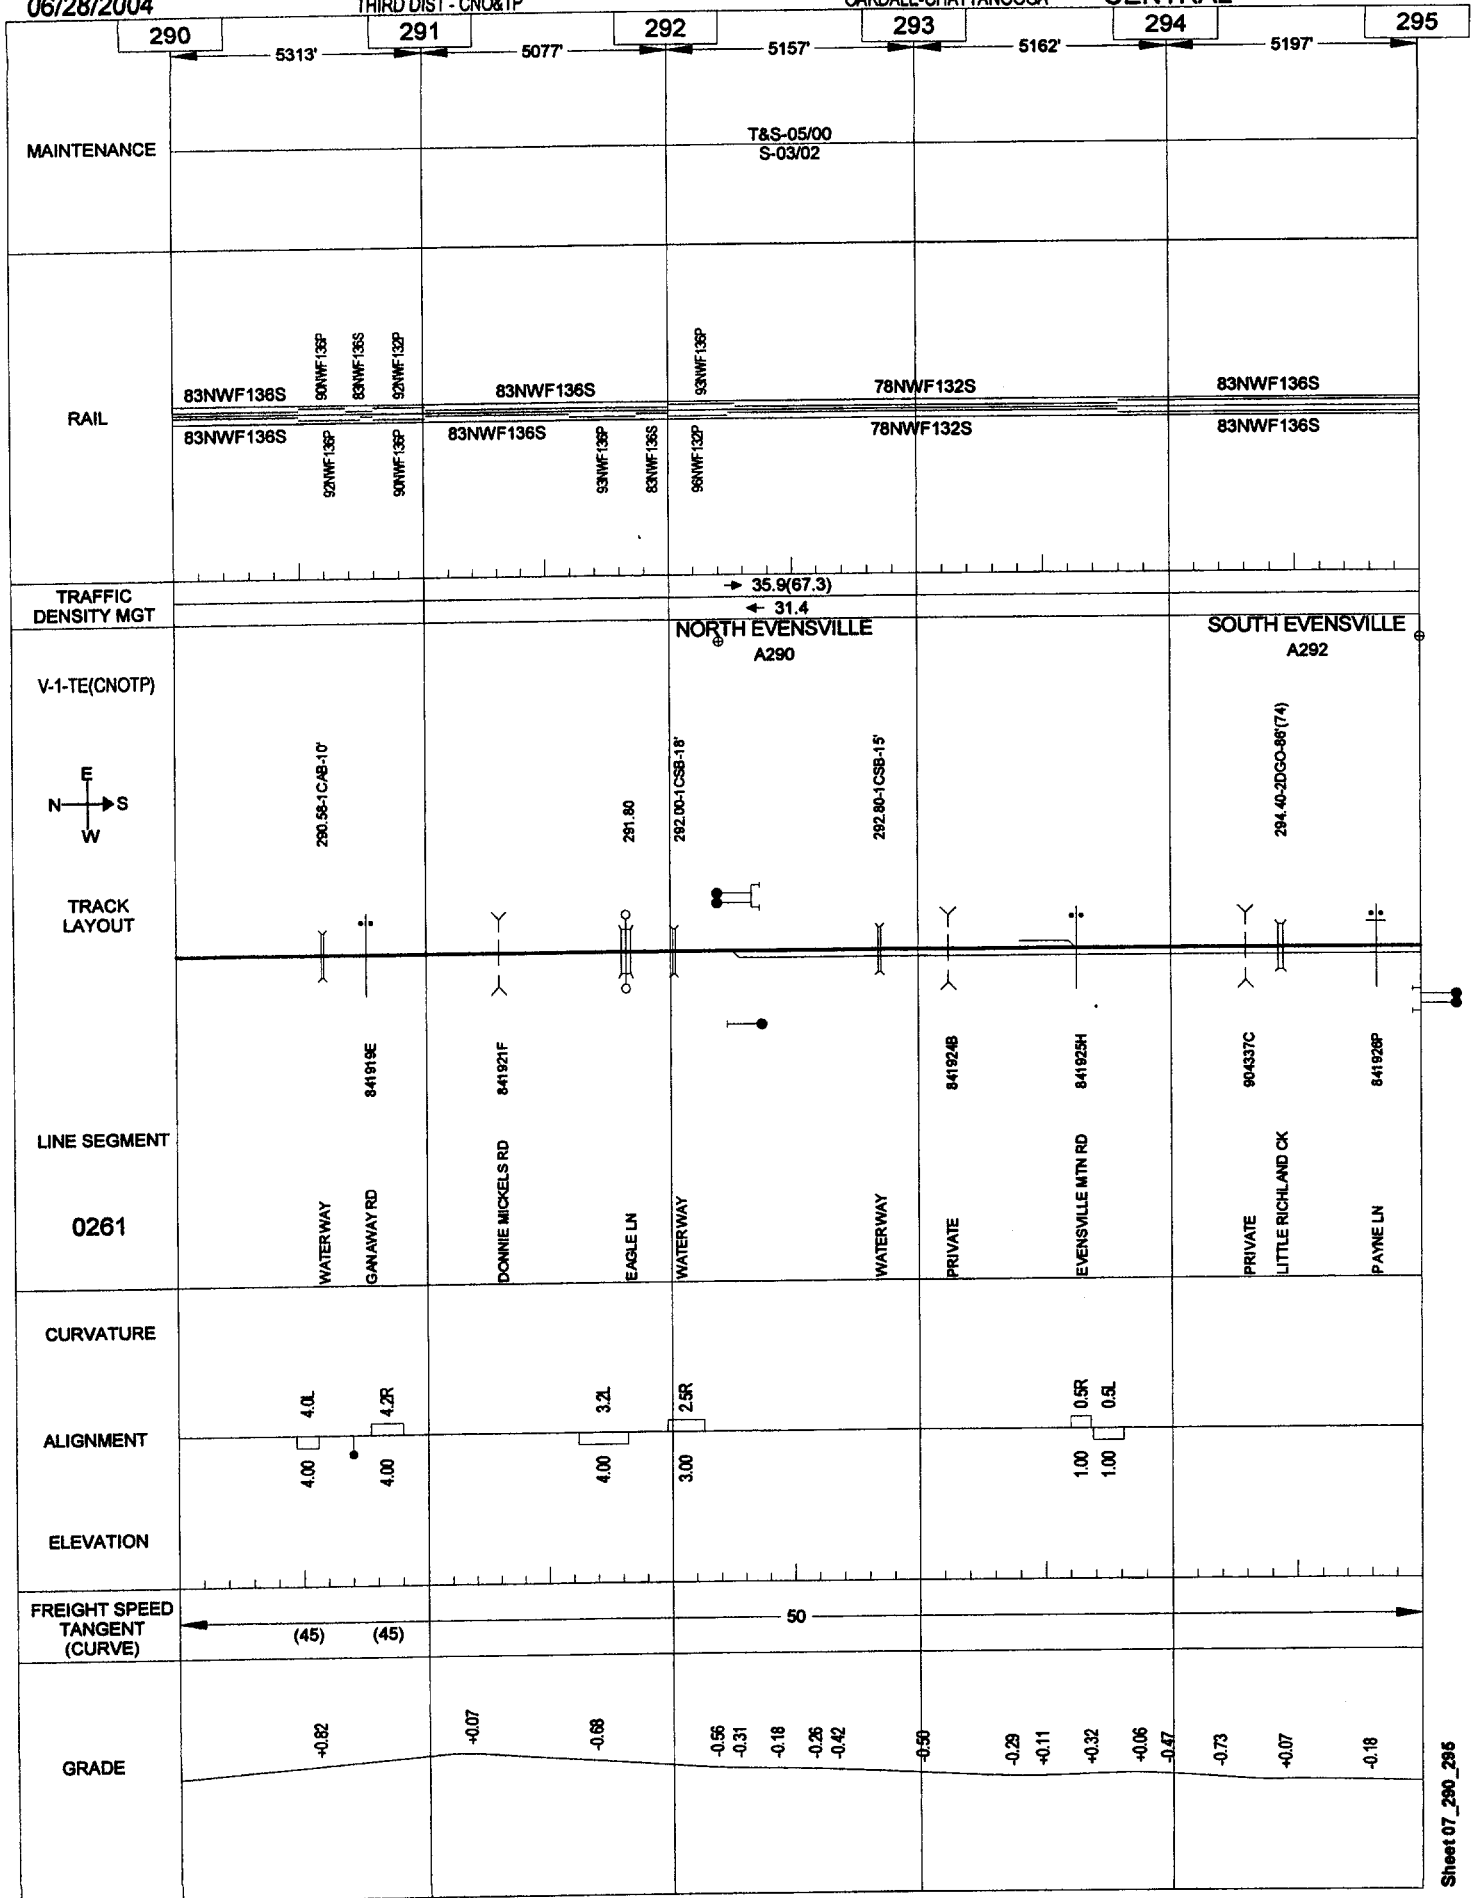 06/28/2004
THIRD DIST - CNO&TP
CENTRAL
290 291 292 293 294 295
5313' 5077' 5157' 5162' 5197'
MAINTENANCE
T&S-05/00
S-03/02
RAIL
83NWF136S 90NWF136P 83NWF136S 92NWF132P 83NWF136S 93NWF136P 78NWF132S 83NWF136S
83NWF136S 92NWF136P 90NWF136P 83NWF136S 93NWF136P 83NWF136S 96NWF132P 78NWF132S 83NWF136S
TRAFFIC
DENSITY MGT
35.9(67.3)
31.4
NORTH EVENSVILLE
A290
SOUTH EVENSVILLE
A292
V-1-TE(CNOTP)
E
N S
W
290.58-1CAB-10'
291.80
292.00-1CSB-18'
292.80-1CSB-15'
294.40-2DGO-86'(74)
TRACK
LAYOUT
841919E
841921F
841924B
841925H
904337C
841926P
LINE SEGMENT
0261
WATERWAY
GANAWAY RD
DONNIE MICKELS RD
EAGLE LN
WATERWAY
WATERWAY
PRIVATE
EVENSVILLE MTN RD
PRIVATE
LITTLE RICHLAND CK
PAYNE LN
CURVATURE
4.0L 4.2R 3.2L 2.5R 0.5R 0.5L
ALIGNMENT
4.00 4.00 4.00 3.00 1.00 1.00
ELEVATION
FREIGHT SPEED
TANGENT
(CURVE)
50
(45) (45)
GRADE
+0.82 +0.07 -0.68 -0.56 -0.31 -0.18 -0.26 -0.42 -0.50 -0.29 +0.11 +0.32 +0.06 -0.47 -0.73 +0.07 -0.18
Sheet 07_290_295